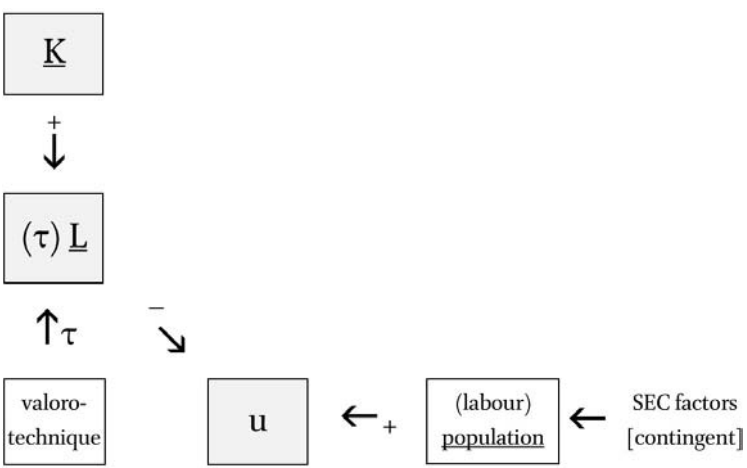 K
+
(τ) L
τ
−
valoro-
technique
u
+
(labour)
population
SEC factors
[contingent]